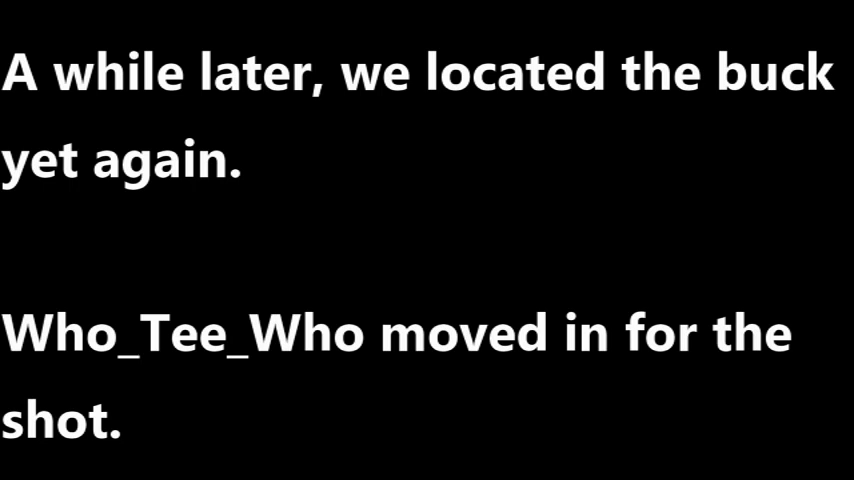 A while later, we located the buck
yet again.
Who_Tee_Who moved in for the
shot.